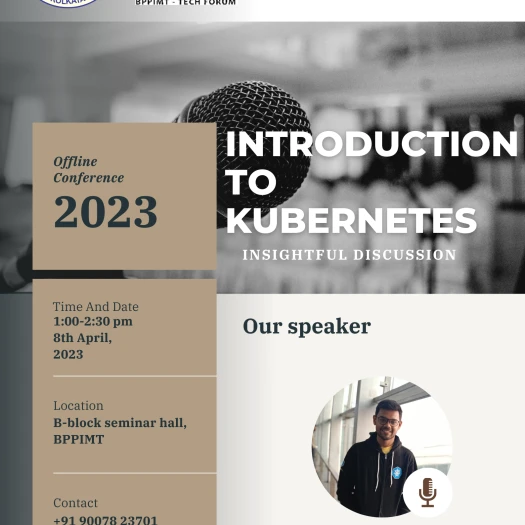 KOLKATA
BPPIMT - TECH FORUM
INTRODUCTION
TO
KUBERNETES
INSIGHTFUL DISCUSSION
Offline
Conference
2023
Time And Date
1:00-2:30 pm
8th April,
2023
Location
B-block seminar hall,
BPPIMT
Contact
+91 90078 23701
Our speaker